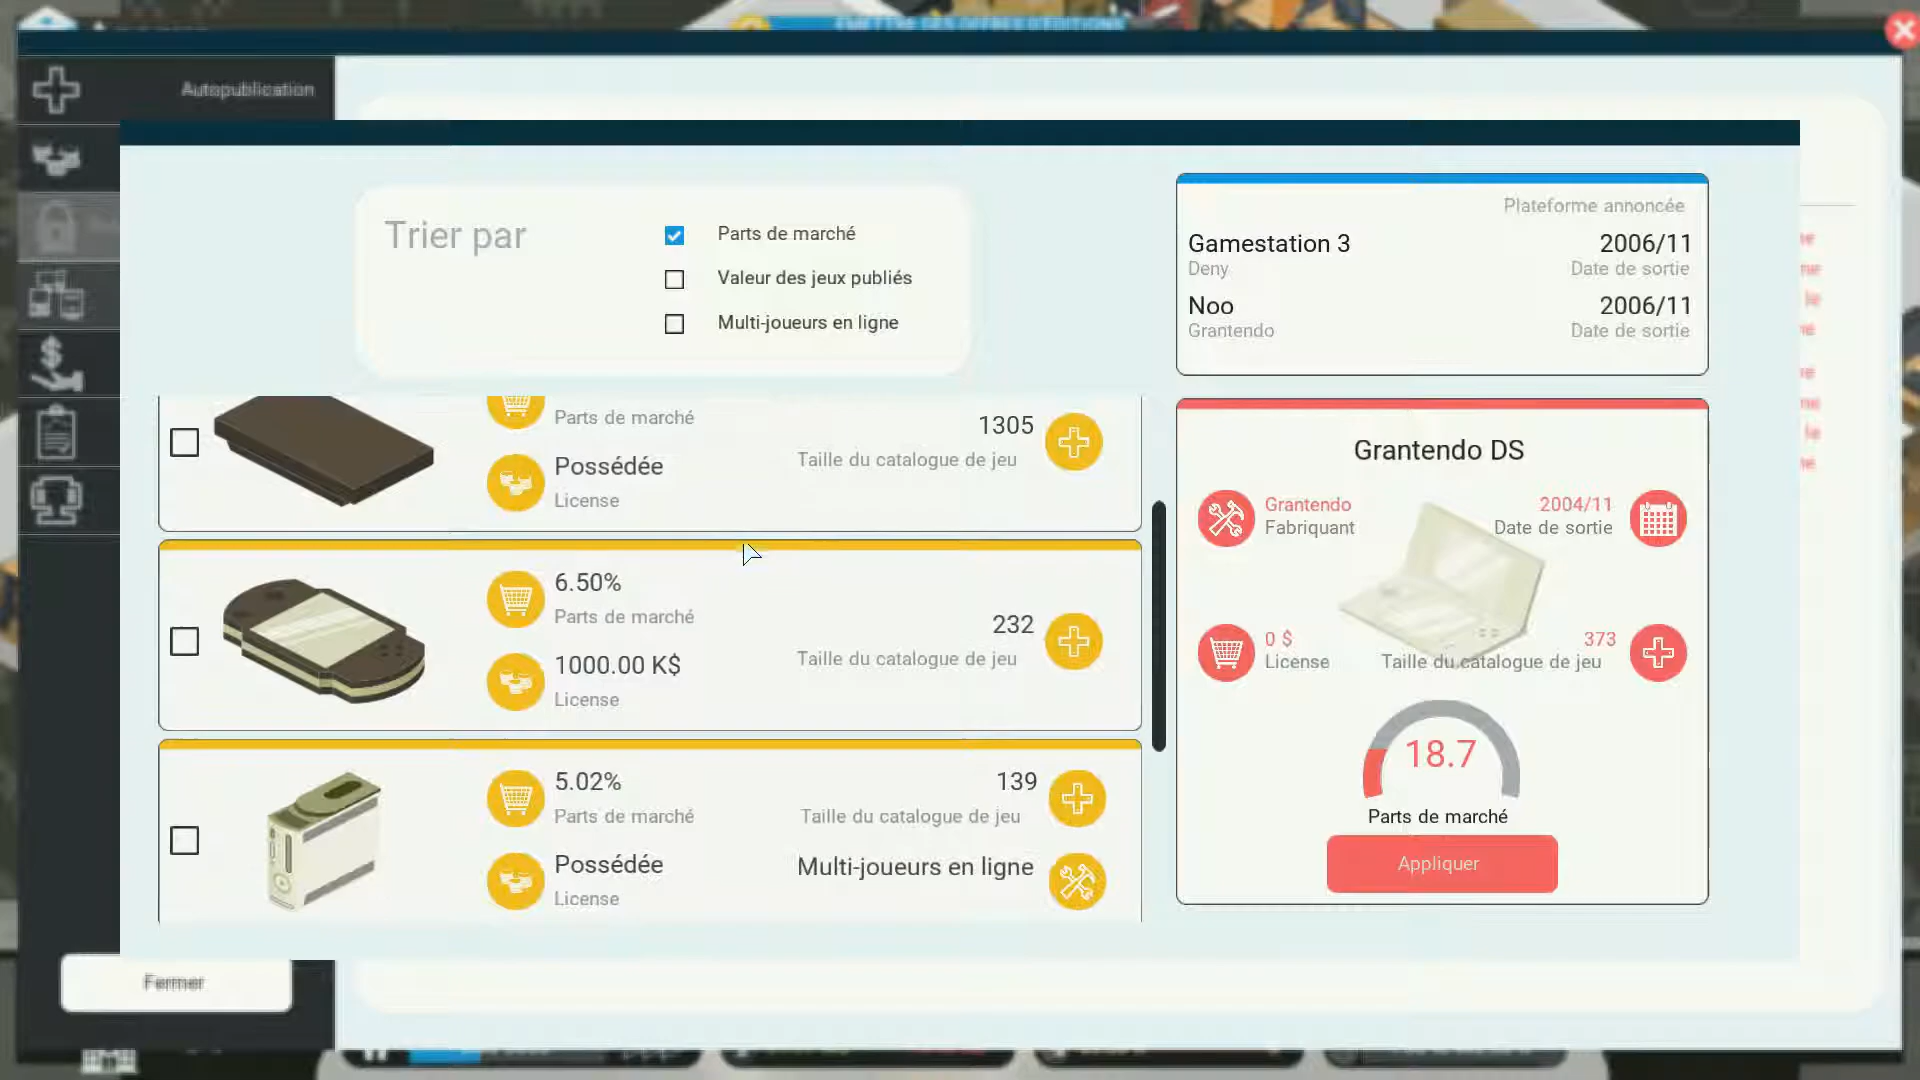 EMETTRE DES OFFRES D'EDITIONS
Autopublication
Trier par
Parts de marché
Valeur des jeux publiés
Multi-joueurs en ligne
Plateforme annoncée
Gamestation 3
2006/11
Deny
Date de sortie
Noo
2006/11
Grantendo
Date de sortie
Parts de marché
1305
Taille du catalogue de jeu
Possédée
License
6.50%
Parts de marché
232
Taille du catalogue de jeu
1000.00 K$
License
5.02%
Parts de marché
139
Taille du catalogue de jeu
Possédée
License
Multi-joueurs en ligne
Grantendo DS
Grantendo
Fabriquant
2004/11
Date de sortie
0 $
License
373
Taille du catalogue de jeu
18.7
Parts de marché
Appliquer
Fermer